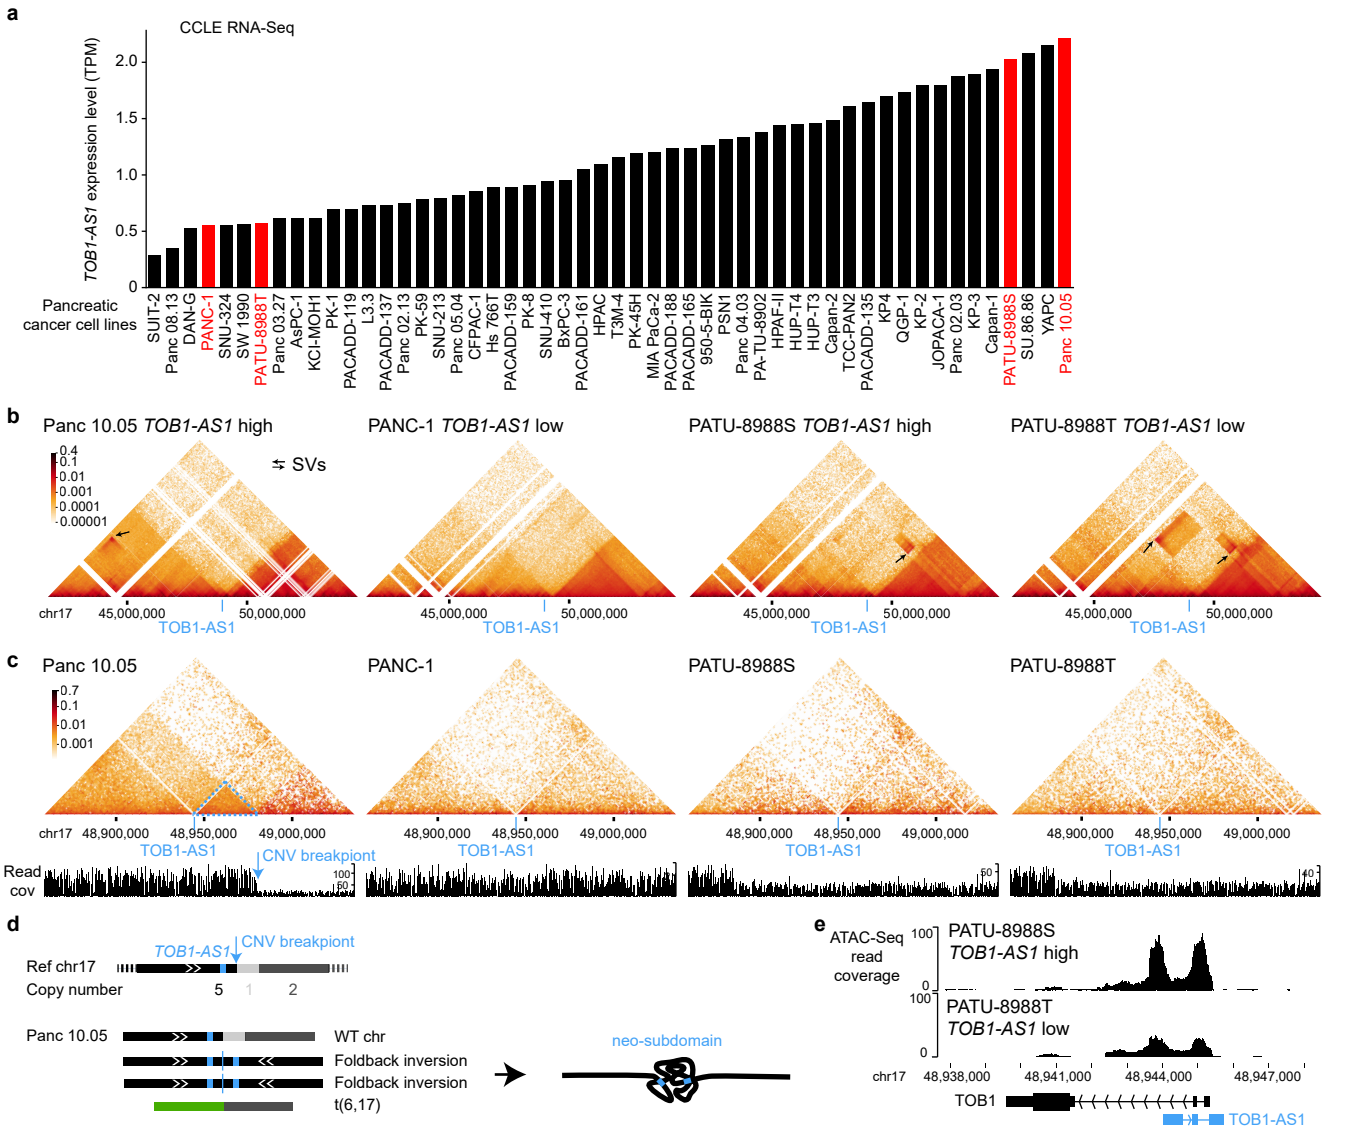 a
CCLE RNA-Seq
TOB1-AS1 expression level (TPM)
2.0
1.5
1.0
0.5
0
Pancreatic
cancer cell lines
SUIT-2
Panc 08.13
DAN-G
PANC-1
SNU-324
SW 1990
PATU-8988T
Panc 03.27
AsPC-1
KCI-MOH1
PK-1
PACADD-119
L3.3
PACADD-137
Panc 02.13
PK-59
SNU-213
Panc 05.04
CFPAC-1
Hs 766T
PACADD-159
PK-8
SNU-410
BxPC-3
PACADD-161
HPAC
T3M-4
PK-45H
MIA PaCa-2
PACADD-188
PACADD-165
950-5-BIK
PSN1
Panc 04.03
PA-TU-8902
HPAF-II
HUP-T4
HUP-T3
Capan-2
TCC-PAN2
PACADD-135
KP4
QGP-1
KP-2
JOPACA-1
Panc 02.03
KP-3
Capan-1
PATU-8988S
SU.86.86
YAPC
Panc 10.05
b
Panc 10.05 TOB1-AS1 high
PANC-1 TOB1-AS1 low
PATU-8988S TOB1-AS1 high
PATU-8988T TOB1-AS1 low
0.4
0.1
0.01
0.001
0.0001
0.00001
SVs
chr17
45,000,000
50,000,000
45,000,000
50,000,000
45,000,000
50,000,000
45,000,000
50,000,000
TOB1-AS1
TOB1-AS1
TOB1-AS1
TOB1-AS1
c
Panc 10.05
PANC-1
PATU-8988S
PATU-8988T
0.7
0.1
0.01
0.001
chr17
48,900,000
48,950,000
49,000,000
48,900,000
48,950,000
49,000,000
48,900,000
48,950,000
49,000,000
48,900,000
48,950,000
49,000,000
TOB1-AS1
TOB1-AS1
TOB1-AS1
TOB1-AS1
CNV breakpiont
Read
cov
100
50
50
40
d
TOB1-AS1
CNV breakpiont
Ref chr17
Copy number
5
1
2
Panc 10.05
WT chr
Foldback inversion
Foldback inversion
t(6,17)
neo-subdomain
e
ATAC-Seq
read
coverage
100
0
PATU-8988S
TOB1-AS1 high
100
0
PATU-8988T
TOB1-AS1 low
chr17
48,938,000
48,941,000
48,944,000
48,947,000
TOB1
TOB1-AS1